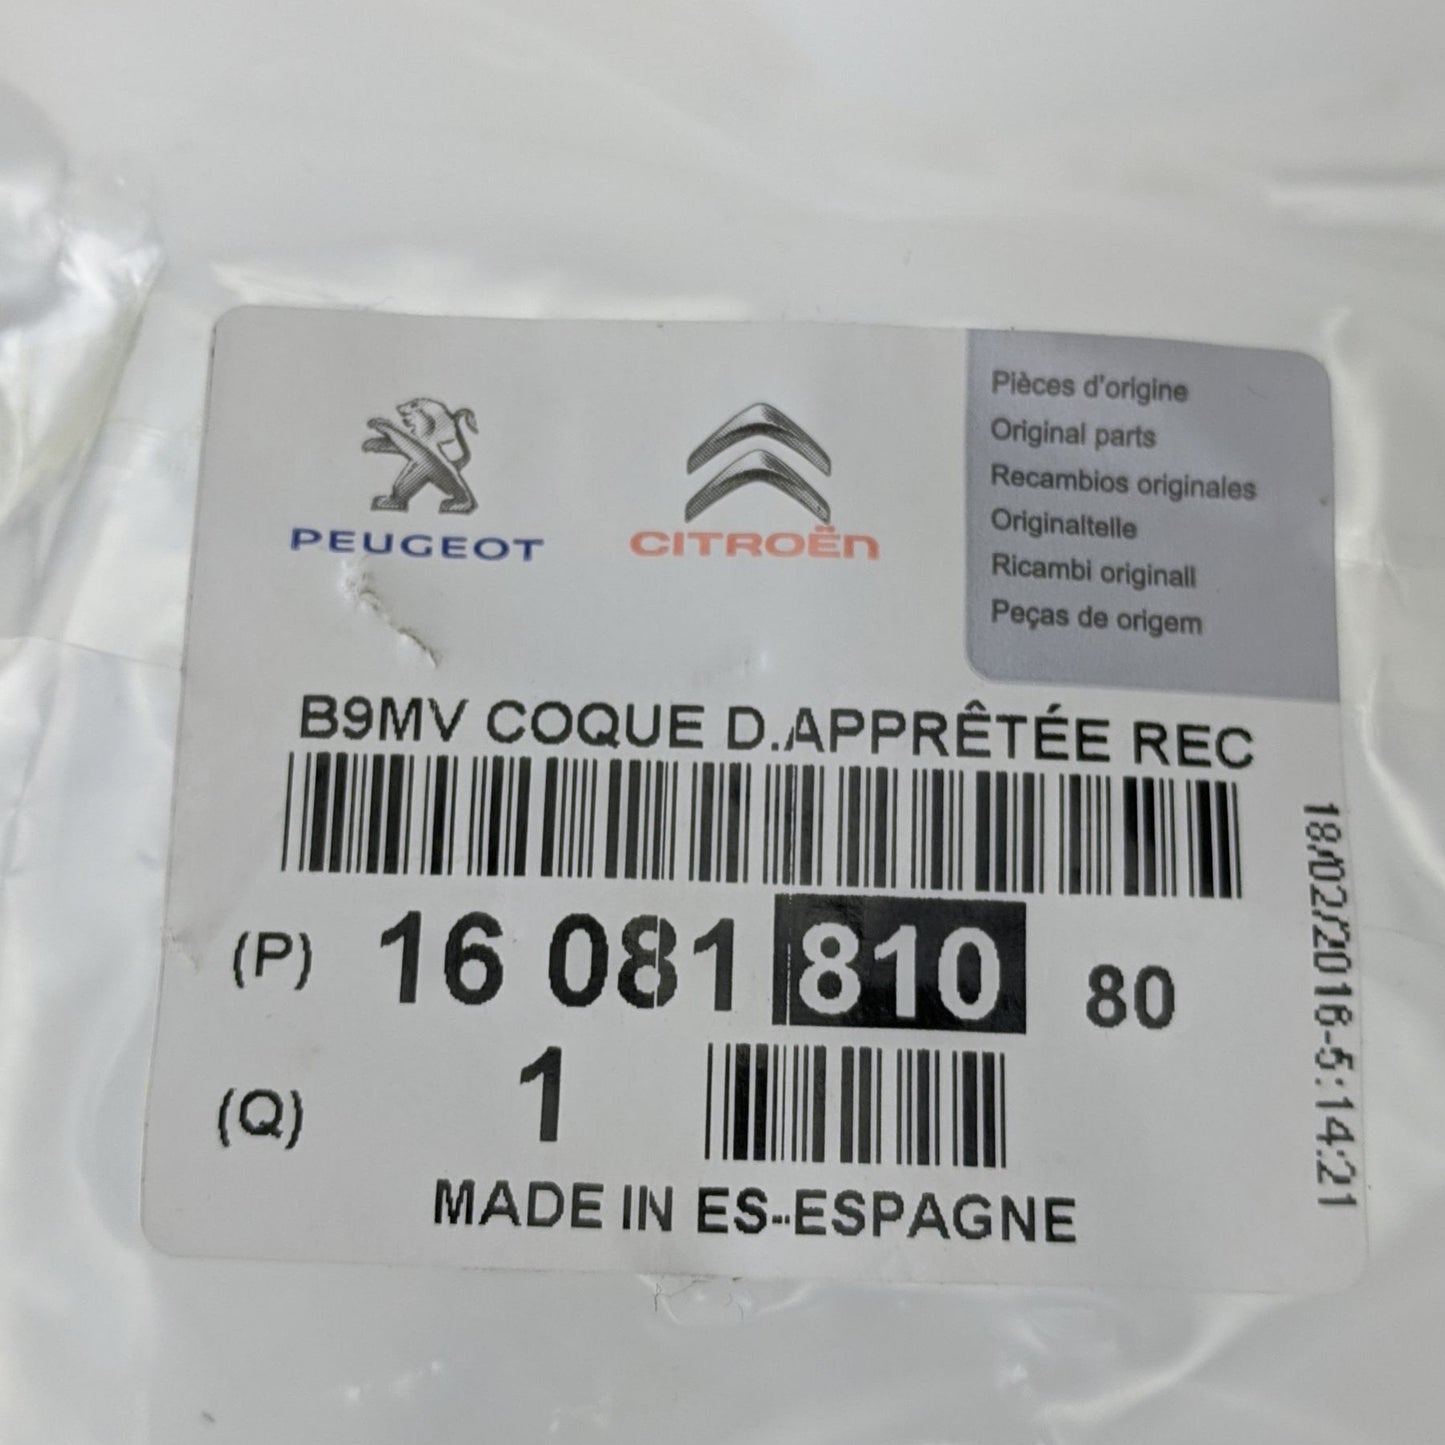 PEUGEOT
CITROËN
Pièces d'origine
Original parts
Recambios originales
Originalteile
Ricambi originali
Peças de origem
B9MV COQUE D.APPRÊTÉE REC
(P) 16 081 810 80
(Q) 1
MADE IN ES--ESPAGNE
18/02/2016-5:14:21